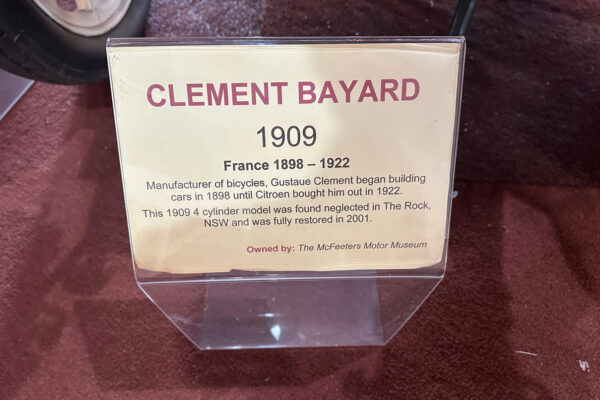 CLEMENT BAYARD
1909
France 1898 – 1922
Manufacturer of bicycles, Gustaue Clement began building
cars in 1898 until Citroen bought him out in 1922.
This 1909 4 cylinder model was found neglected in The Rock,
NSW and was fully restored in 2001.
Owned by: The McFeeters Motor Museum